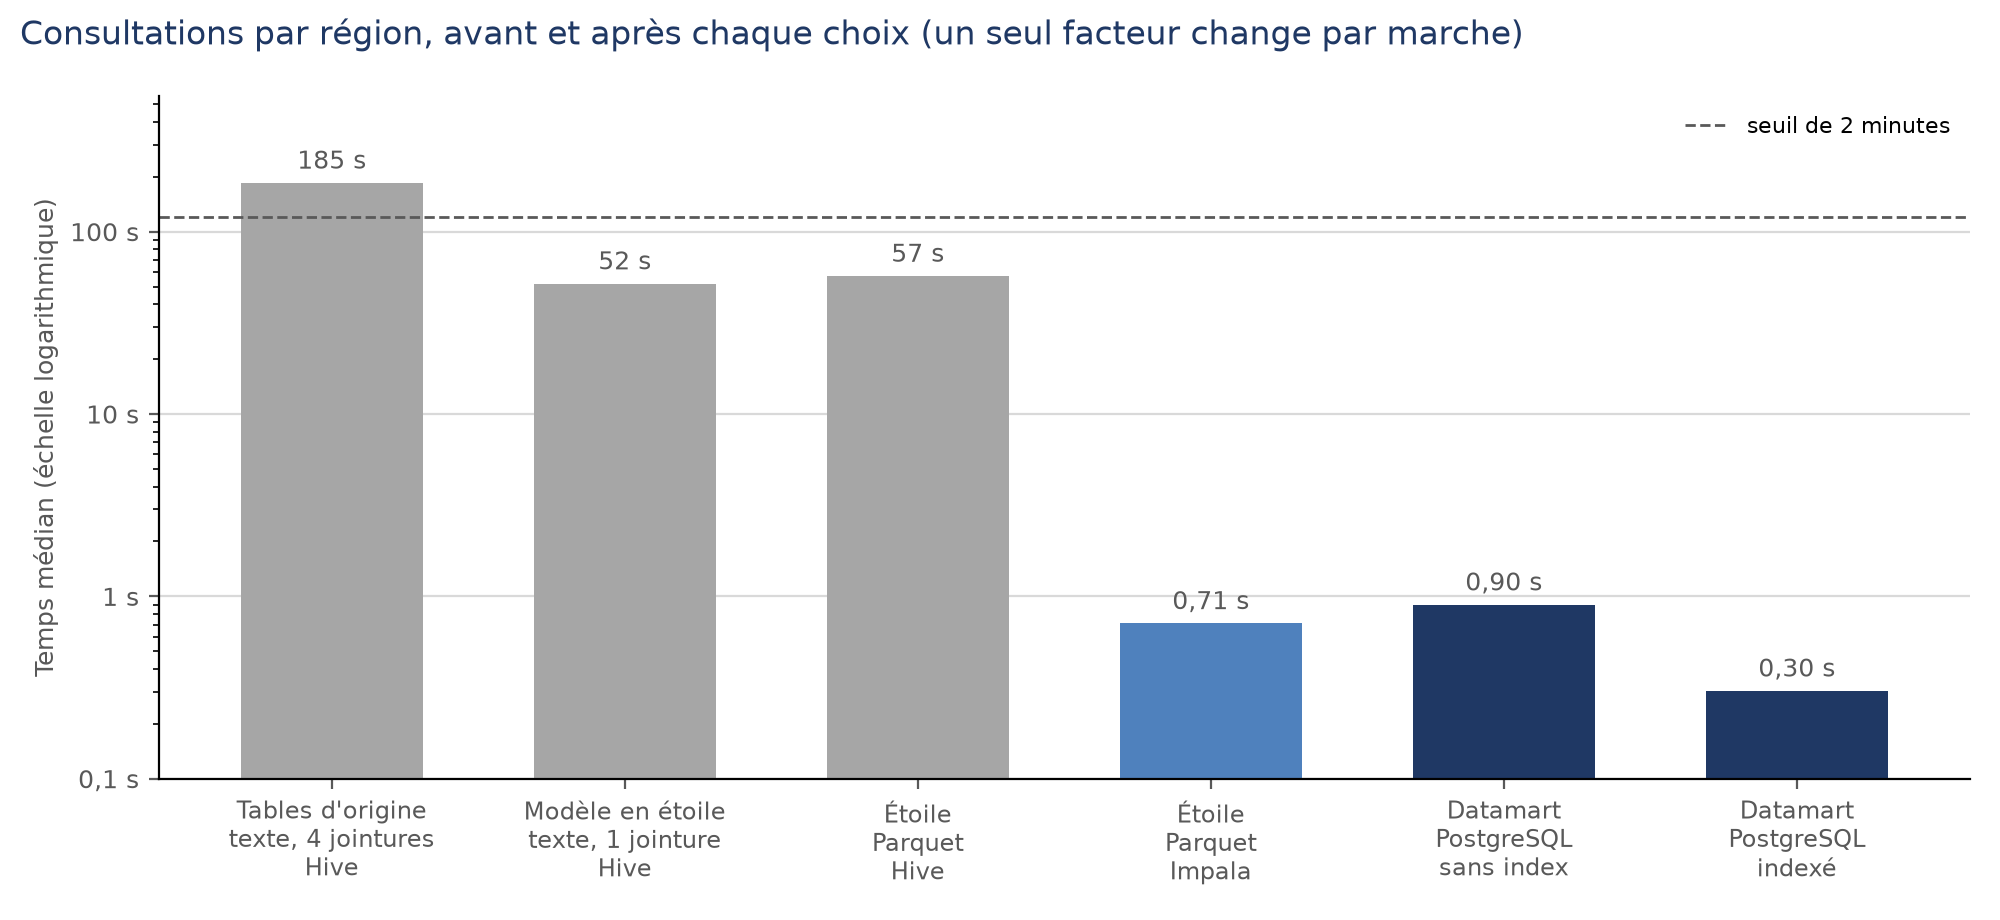 Consultations par région, avant et après chaque choix (un seul facteur change par marche)
seuil de 2 minutes
Temps médian (échelle logarithmique)
100 s
10 s
1 s
0,1 s
185 s
52 s
57 s
0,71 s
0,90 s
0,30 s
Tables d'origine
texte, 4 jointures
Hive
Modèle en étoile
texte, 1 jointure
Hive
Étoile
Parquet
Hive
Étoile
Parquet
Impala
Datamart
PostgreSQL
sans index
Datamart
PostgreSQL
indexé